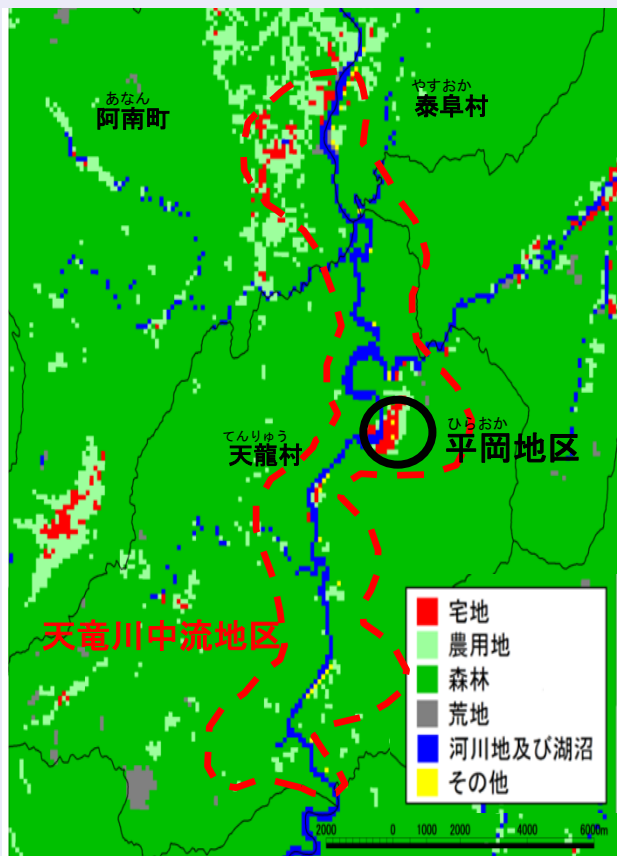 あなん
阿南町
やすおか
泰阜村
てんりゅう
天龍村
ひらおか
平岡地区
天竜川中流地区
宅地
農用地
森林
荒地
河川地及び湖沼
その他
2000 0 1000 2000 4000 6000m